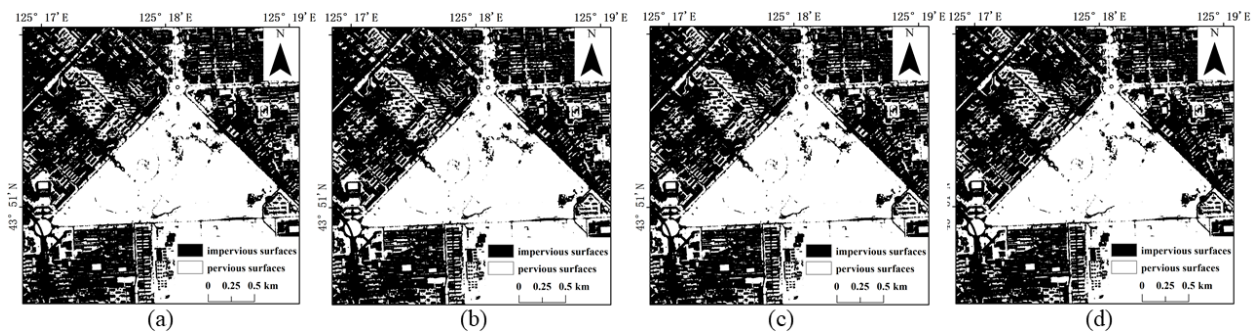 125° 17′ E 125° 18′ E 125° 19′ E
N
43° 51′ N
impervious surfaces
pervious surfaces
0 0.25 0.5 km
(a)
125° 17′ E 125° 18′ E 125° 19′ E
N
43° 51′ N
impervious surfaces
pervious surfaces
0 0.25 0.5 km
(b)
125° 17′ E 125° 18′ E 125° 19′ E
N
43° 51′ N
impervious surfaces
pervious surfaces
0 0.25 0.5 km
(c)
125° 17′ E 125° 18′ E 125° 19′ E
N
impervious surfaces
pervious surfaces
0 0.25 0.5 km
(d)